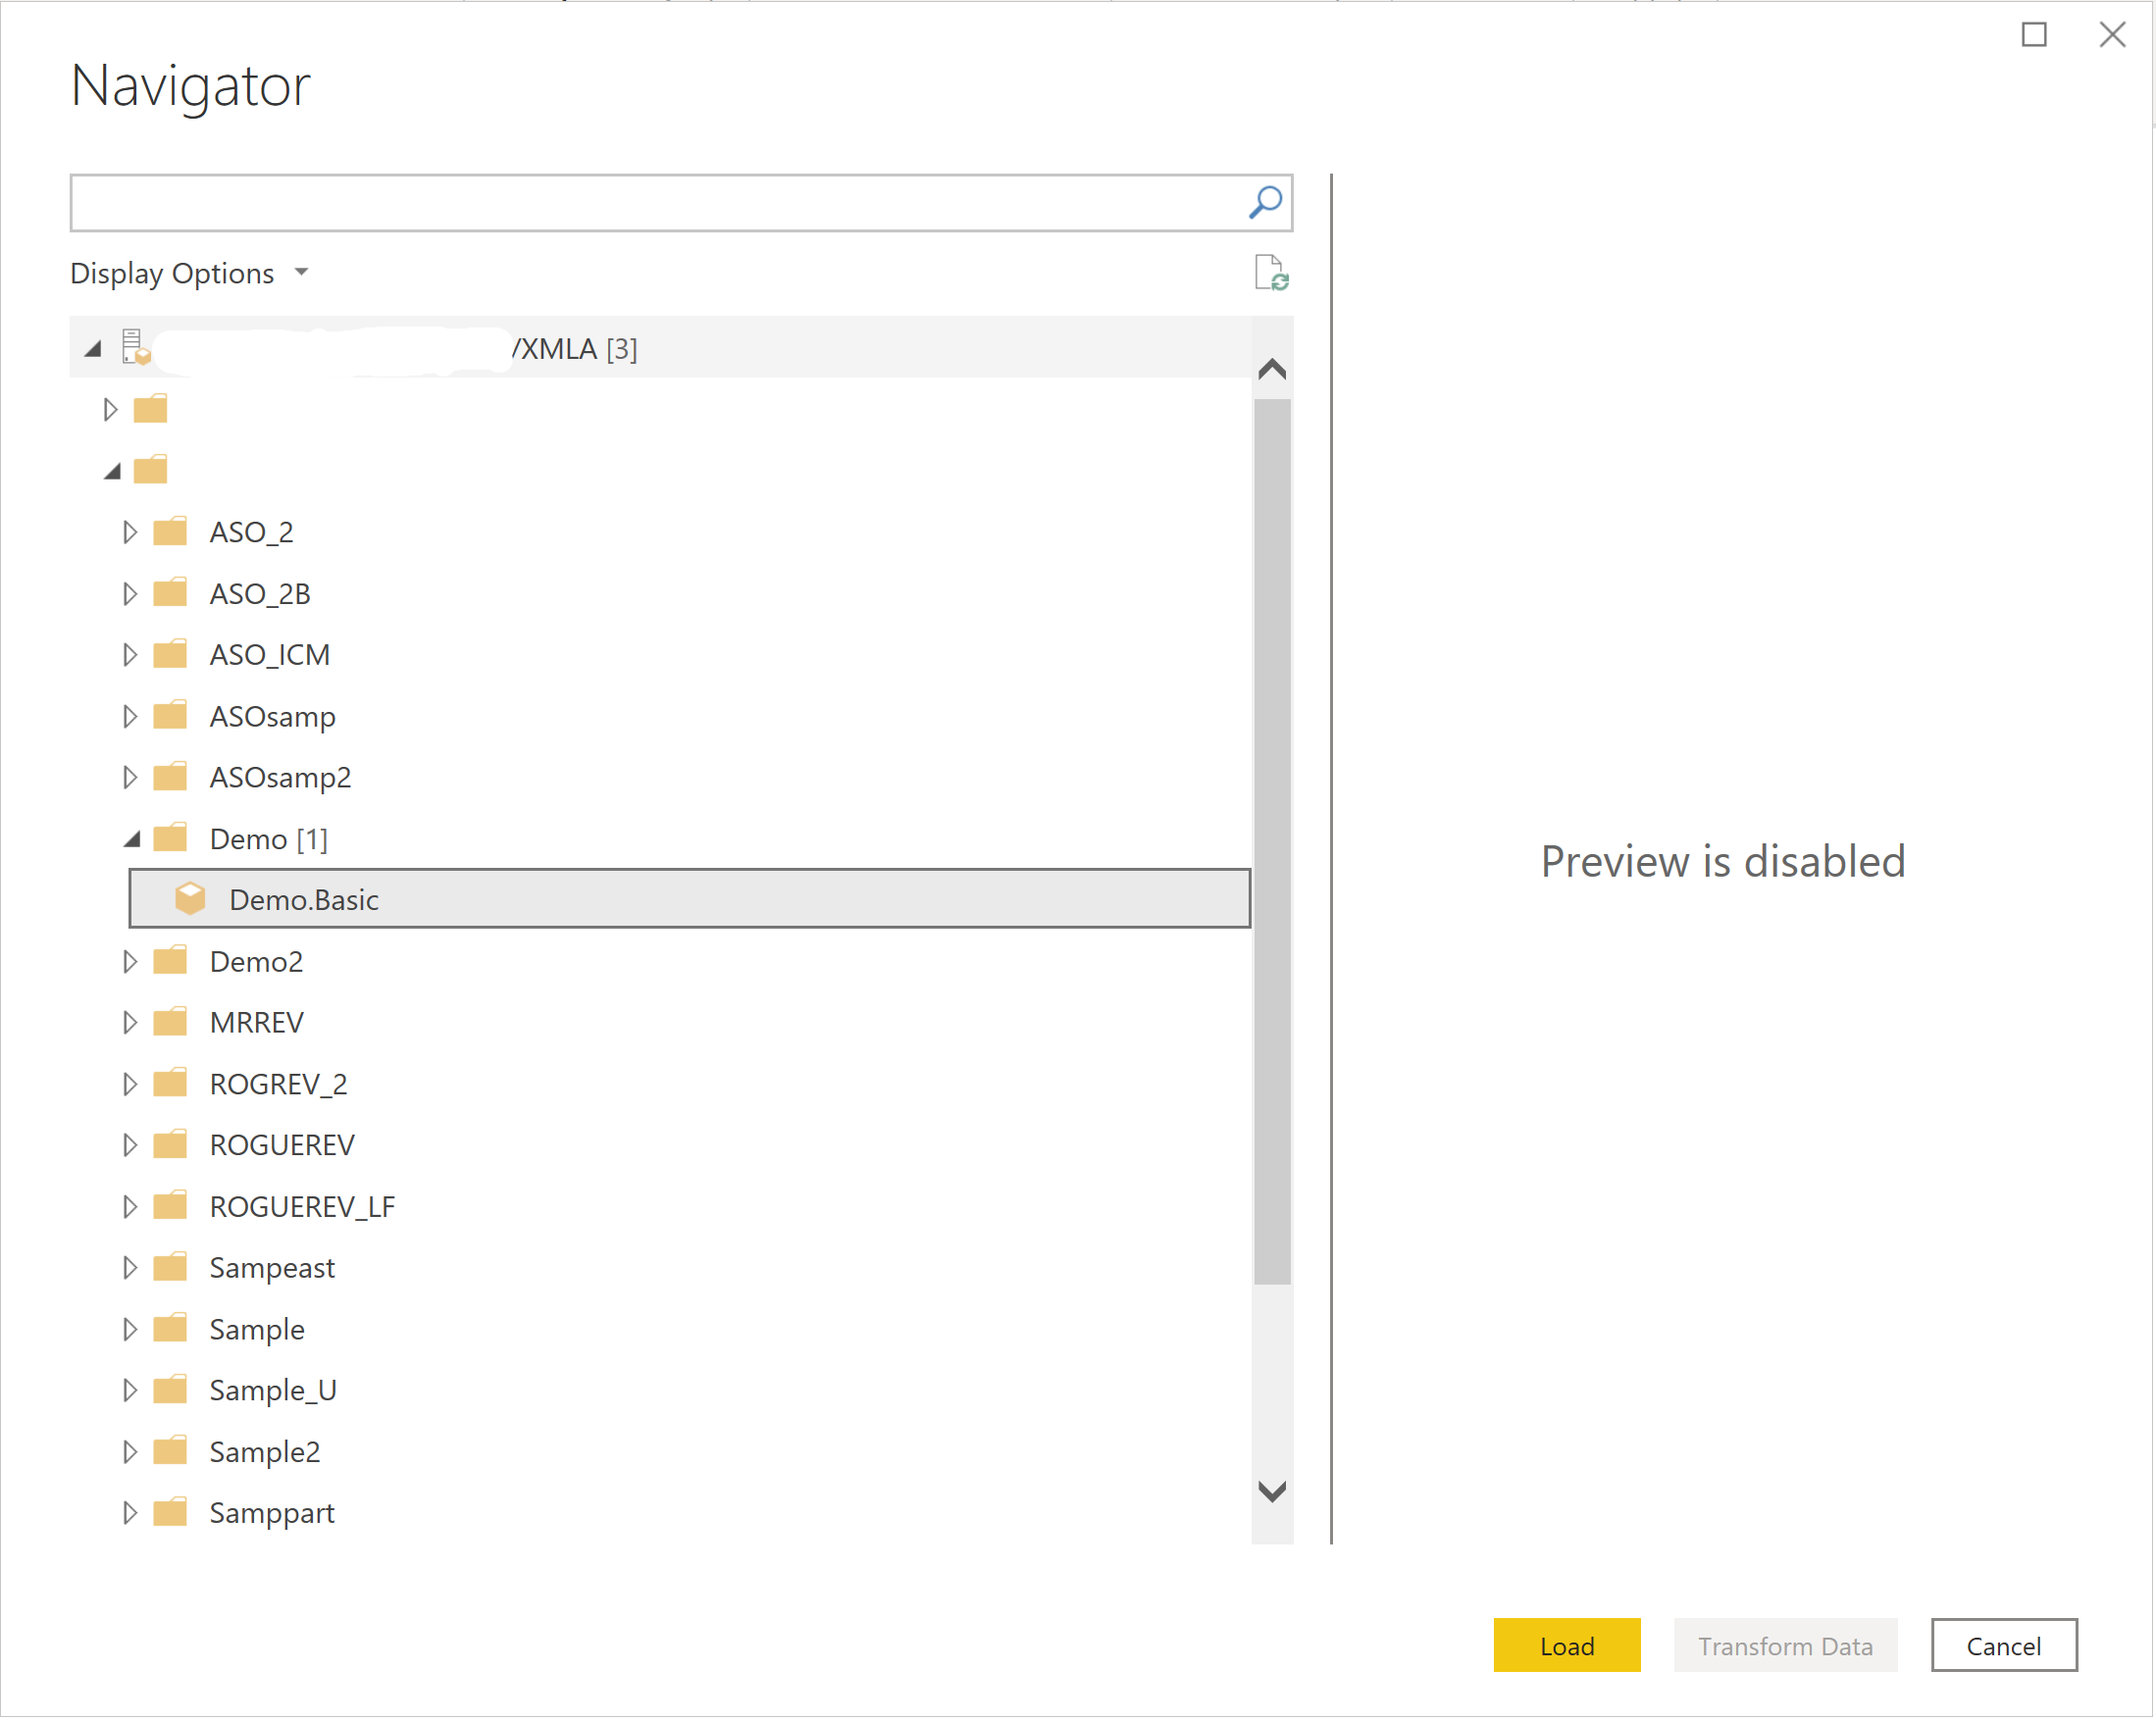 Navigator
Display Options
/XMLA [3]
ASO_2
ASO_2B
ASO_ICM
ASOsamp
ASOsamp2
Demo [1]
Demo.Basic
Demo2
MRREV
ROGREV_2
ROGUEREV
ROGUEREV_LF
Sampeast
Sample
Sample_U
Sample2
Samppart
Preview is disabled
Load
Transform Data
Cancel